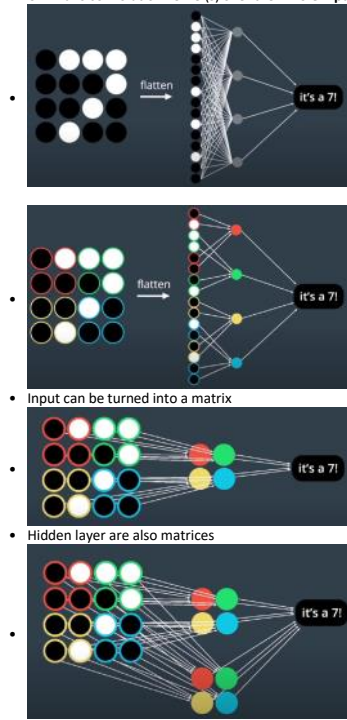 flatten
it's a 7!
flatten
it's a 7!
• Input can be turned into a matrix
it's a 7!
• Hidden layer are also matrices
it's a 7!